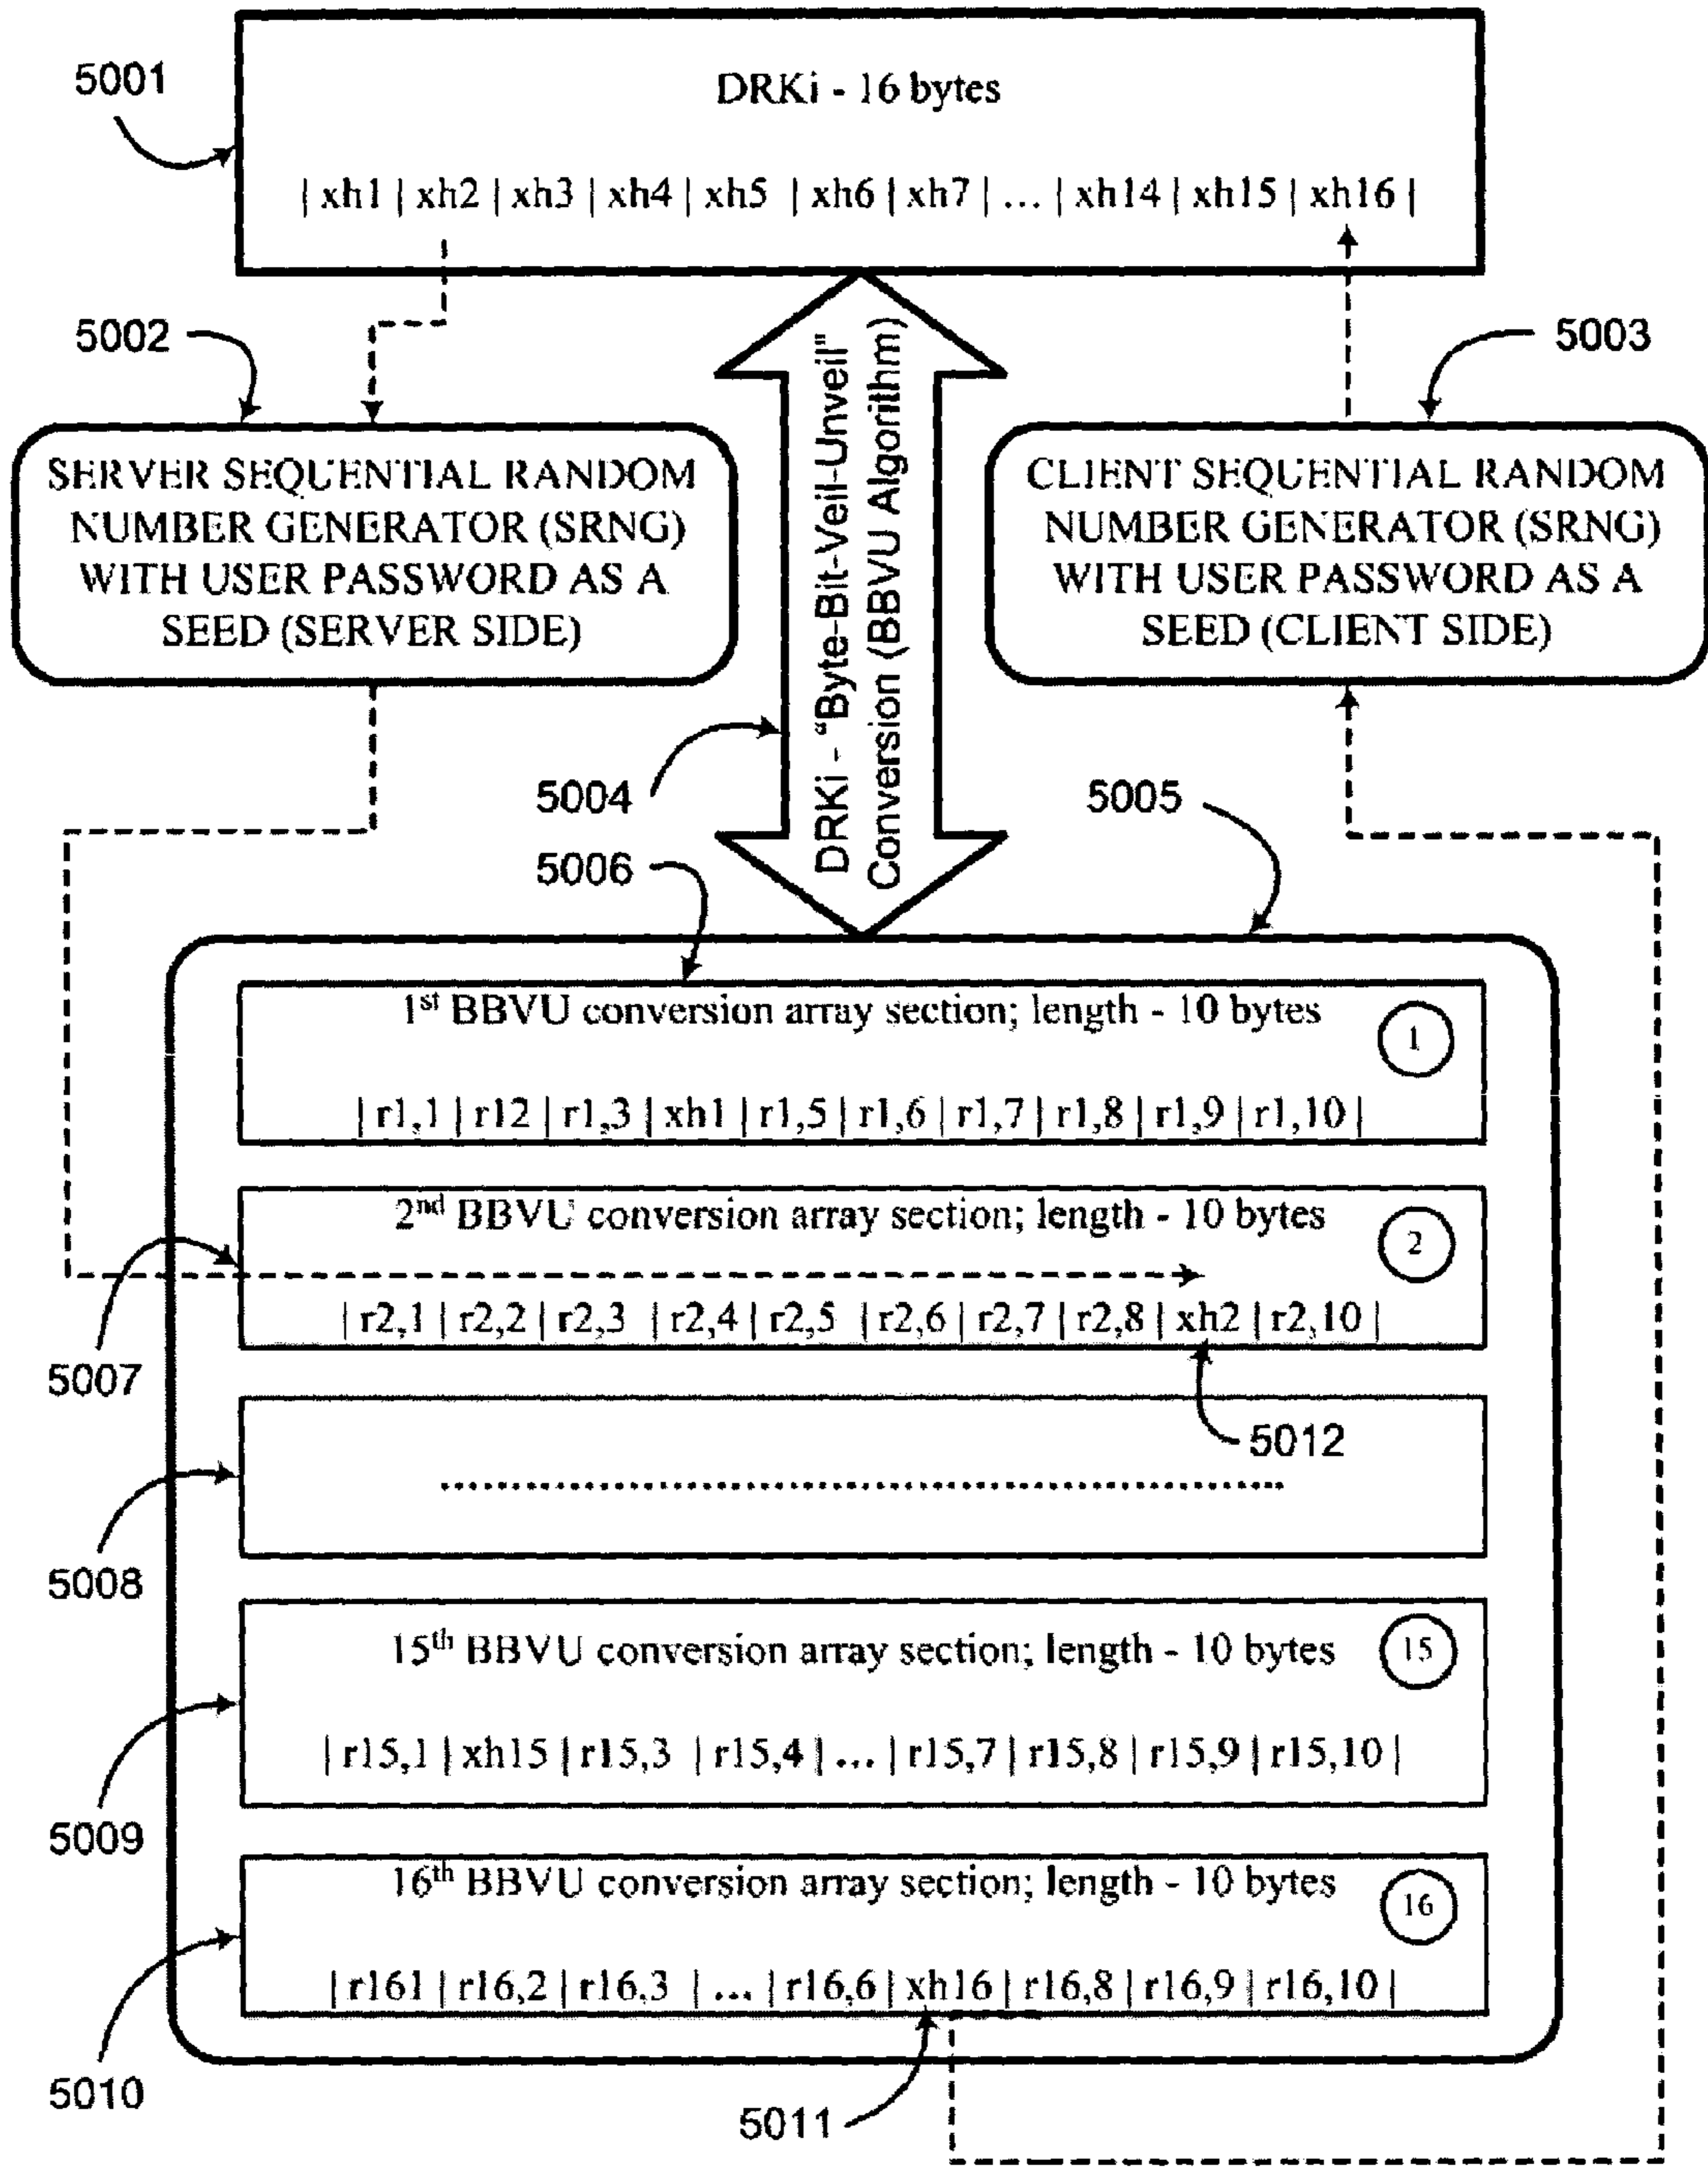 5001
DRKi - 16 bytes
| xh1 | xh2 | xh3 | xh4 | xh5 | xh6 | xh7 | ... | xh14 | xh15 | xh16 |
5002
5003
SERVER SEQUENTIAL RANDOM
NUMBER GENERATOR (SRNG)
WITH USER PASSWORD AS A
SEED (SERVER SIDE)
DRKi - “Byte-Bit-Veil-Unveil"
Conversion (BBVU Algorithm)
CLIENT SEQUENTIAL RANDOM
NUMBER GENERATOR (SRNG)
WITH USER PASSWORD AS A
SEED (CLIENT SIDE)
5004
5005
5006
1st BBVU conversion array section; length - 10 bytes
1
| r1,1 | r12 | r1,3 | xh1 | r1,5 | r1,6 | r1,7 | r1,8 | r1,9 | r1,10 |
2nd BBVU conversion array section; length - 10 bytes
2
| r2,1 | r2,2 | r2,3 | r2,4 | r2,5 | r2,6 | r2,7 | r2,8 | xh2 | r2,10 |
5007
5012
5008
15th BBVU conversion array section; length - 10 bytes
15
| r15,1 | xh15 | r15,3 | r15,4 | ... | r15,7 | r15,8 | r15,9 | r15,10 |
5009
16th BBVU conversion array section; length - 10 bytes
16
| r161 | r16,2 | r16,3 | ... | r16,6 | xh16 | r16,8 | r16,9 | r16,10 |
5010
5011